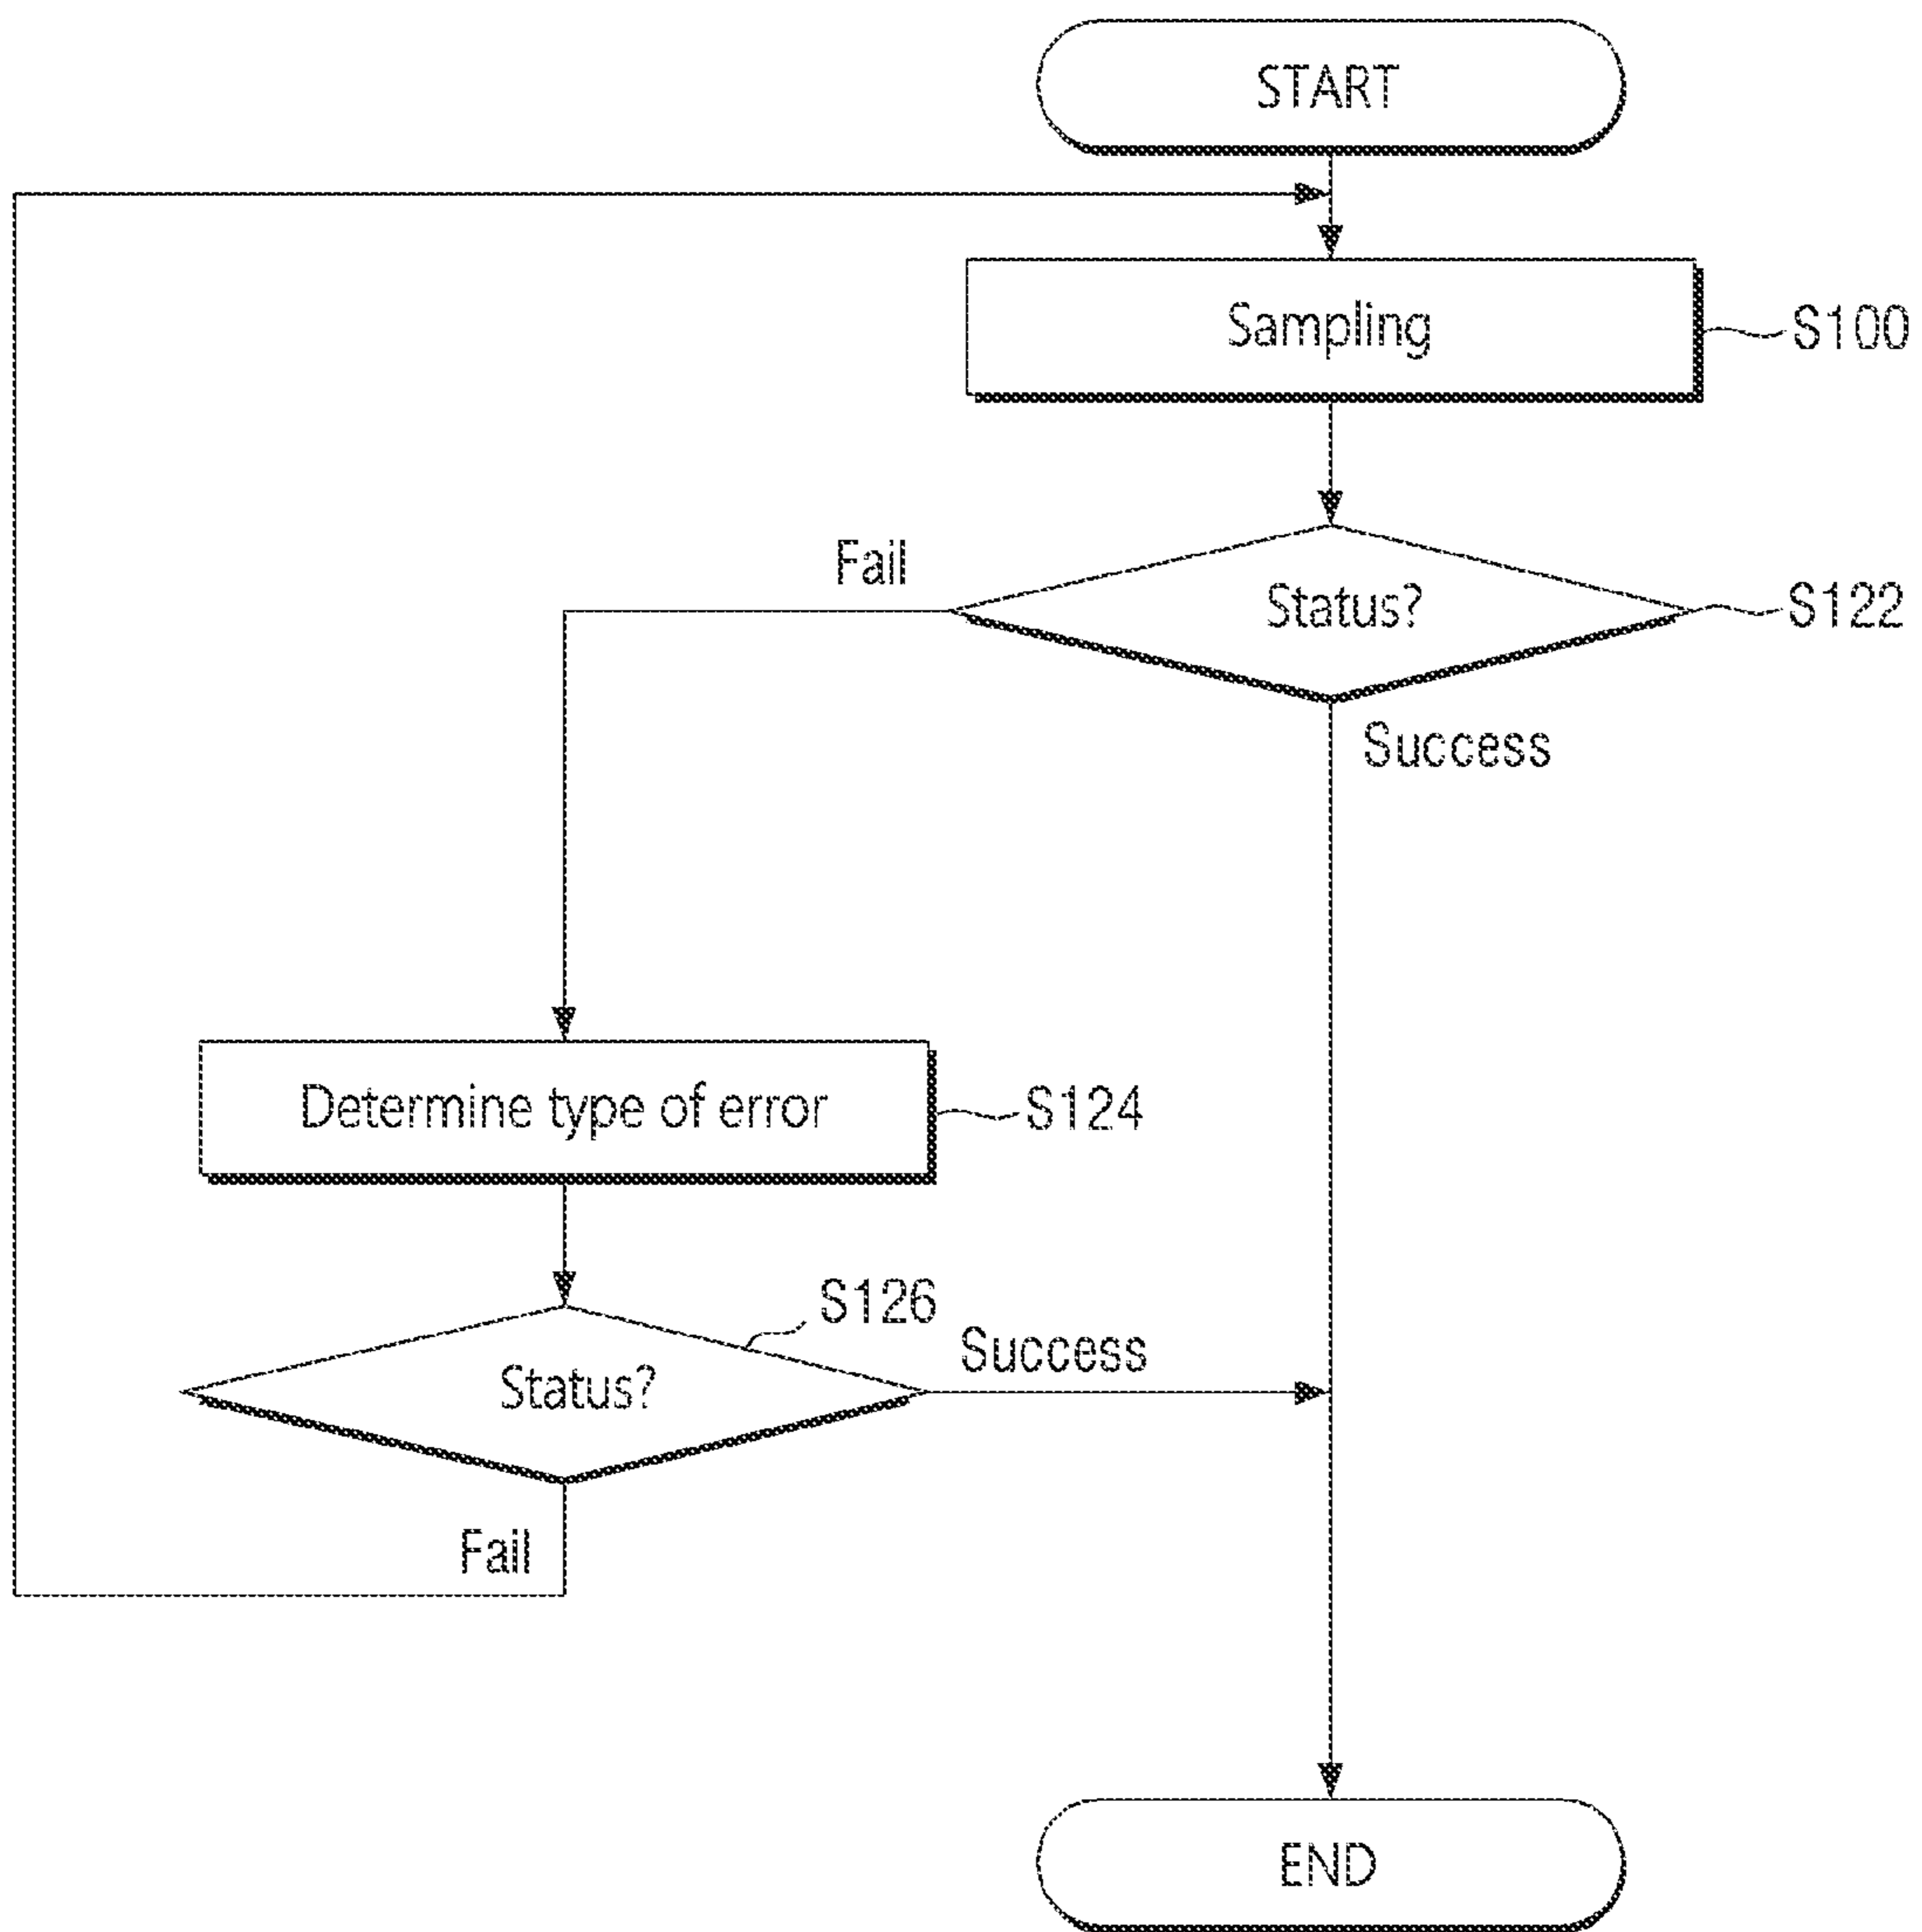 START
Sampling
S100
Fail
Status?
S122
Success
Determine type of error
S124
S126
Success
Status?
Fail
END